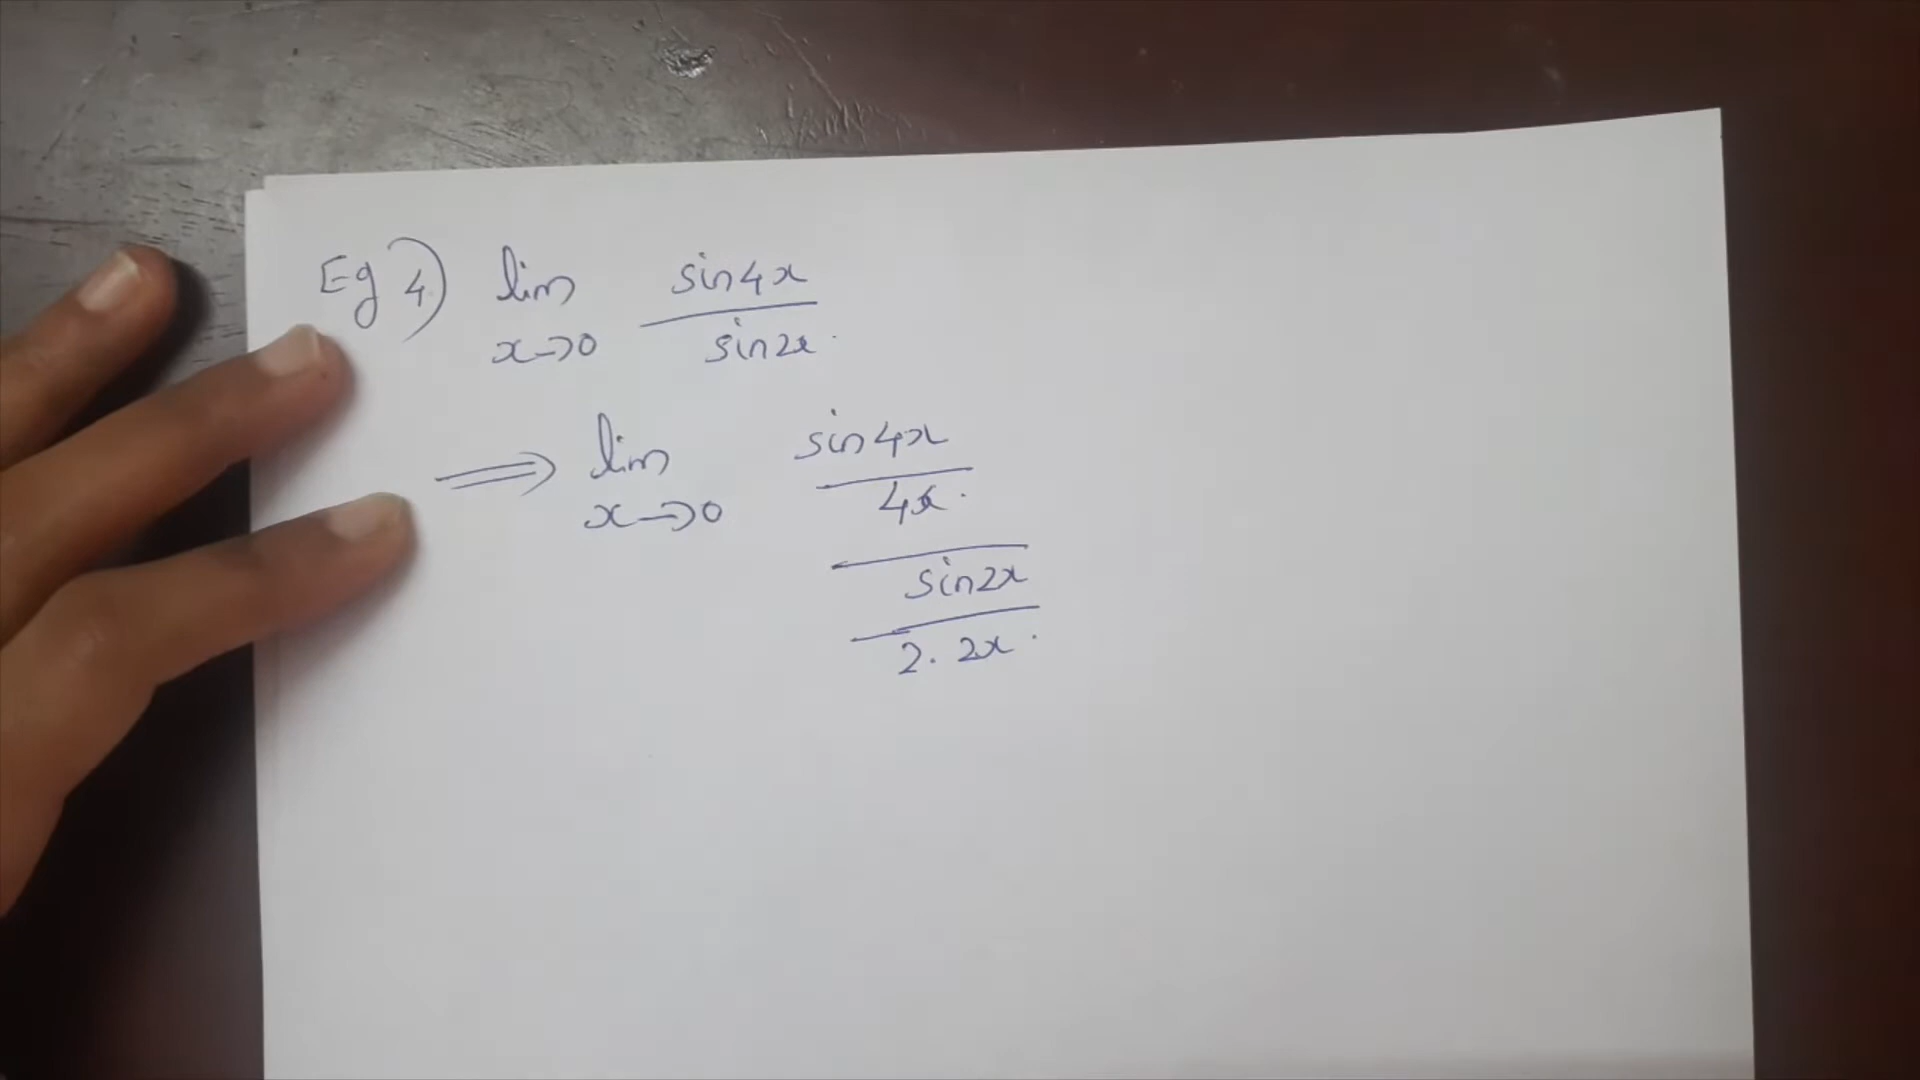 Eg 4) lim sin4x
x→0 sin2x.
⟹ lim sin4x
x→0 4x.
sin2x
2. 2x.